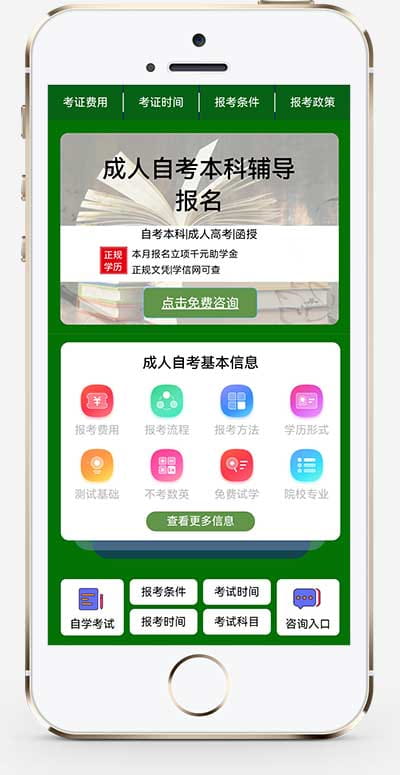 考证费用 考证时间 报考条件 报考政策
成人自考本科辅导
报名
自考本科|成人高考|函授
正规
学历
本月报名立项千元助学金
正规文凭|学信网可查
点击免费咨询
成人自考基本信息
报考费用 报考流程 报考方法 学历形式
测试基础 不考数英 免费试学 院校专业
查看更多信息
自学考试
报考条件 考试时间
报考时间 考试科目
咨询入口